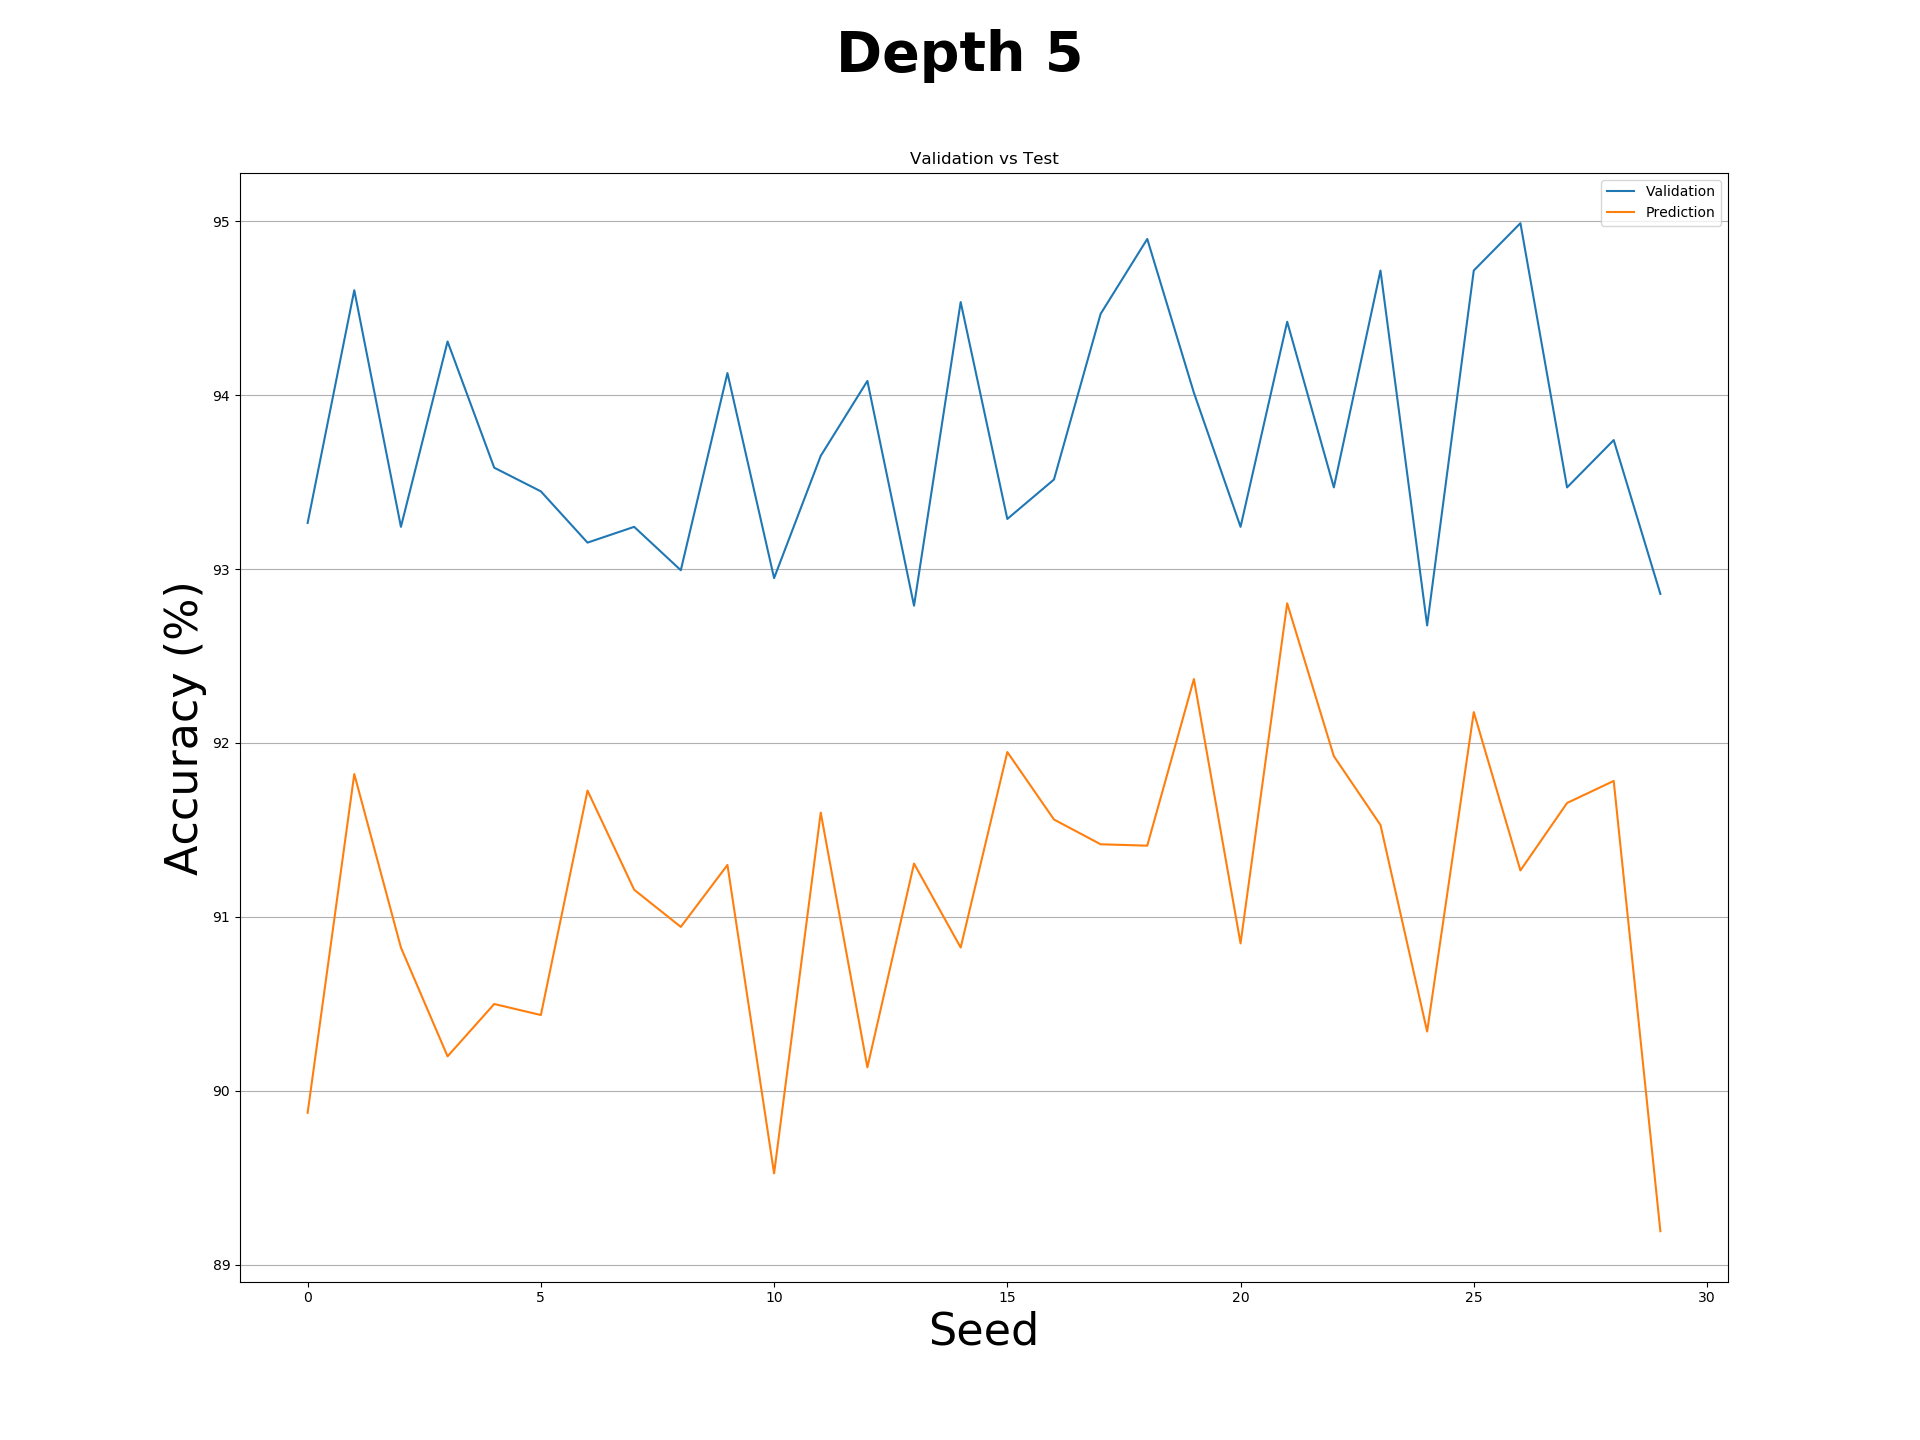 Depth 5
Validation vs Test
Validation
Prediction
95
94
93
92
91
90
89
Accuracy (%)
0 5 10 15 20 25 30
Seed